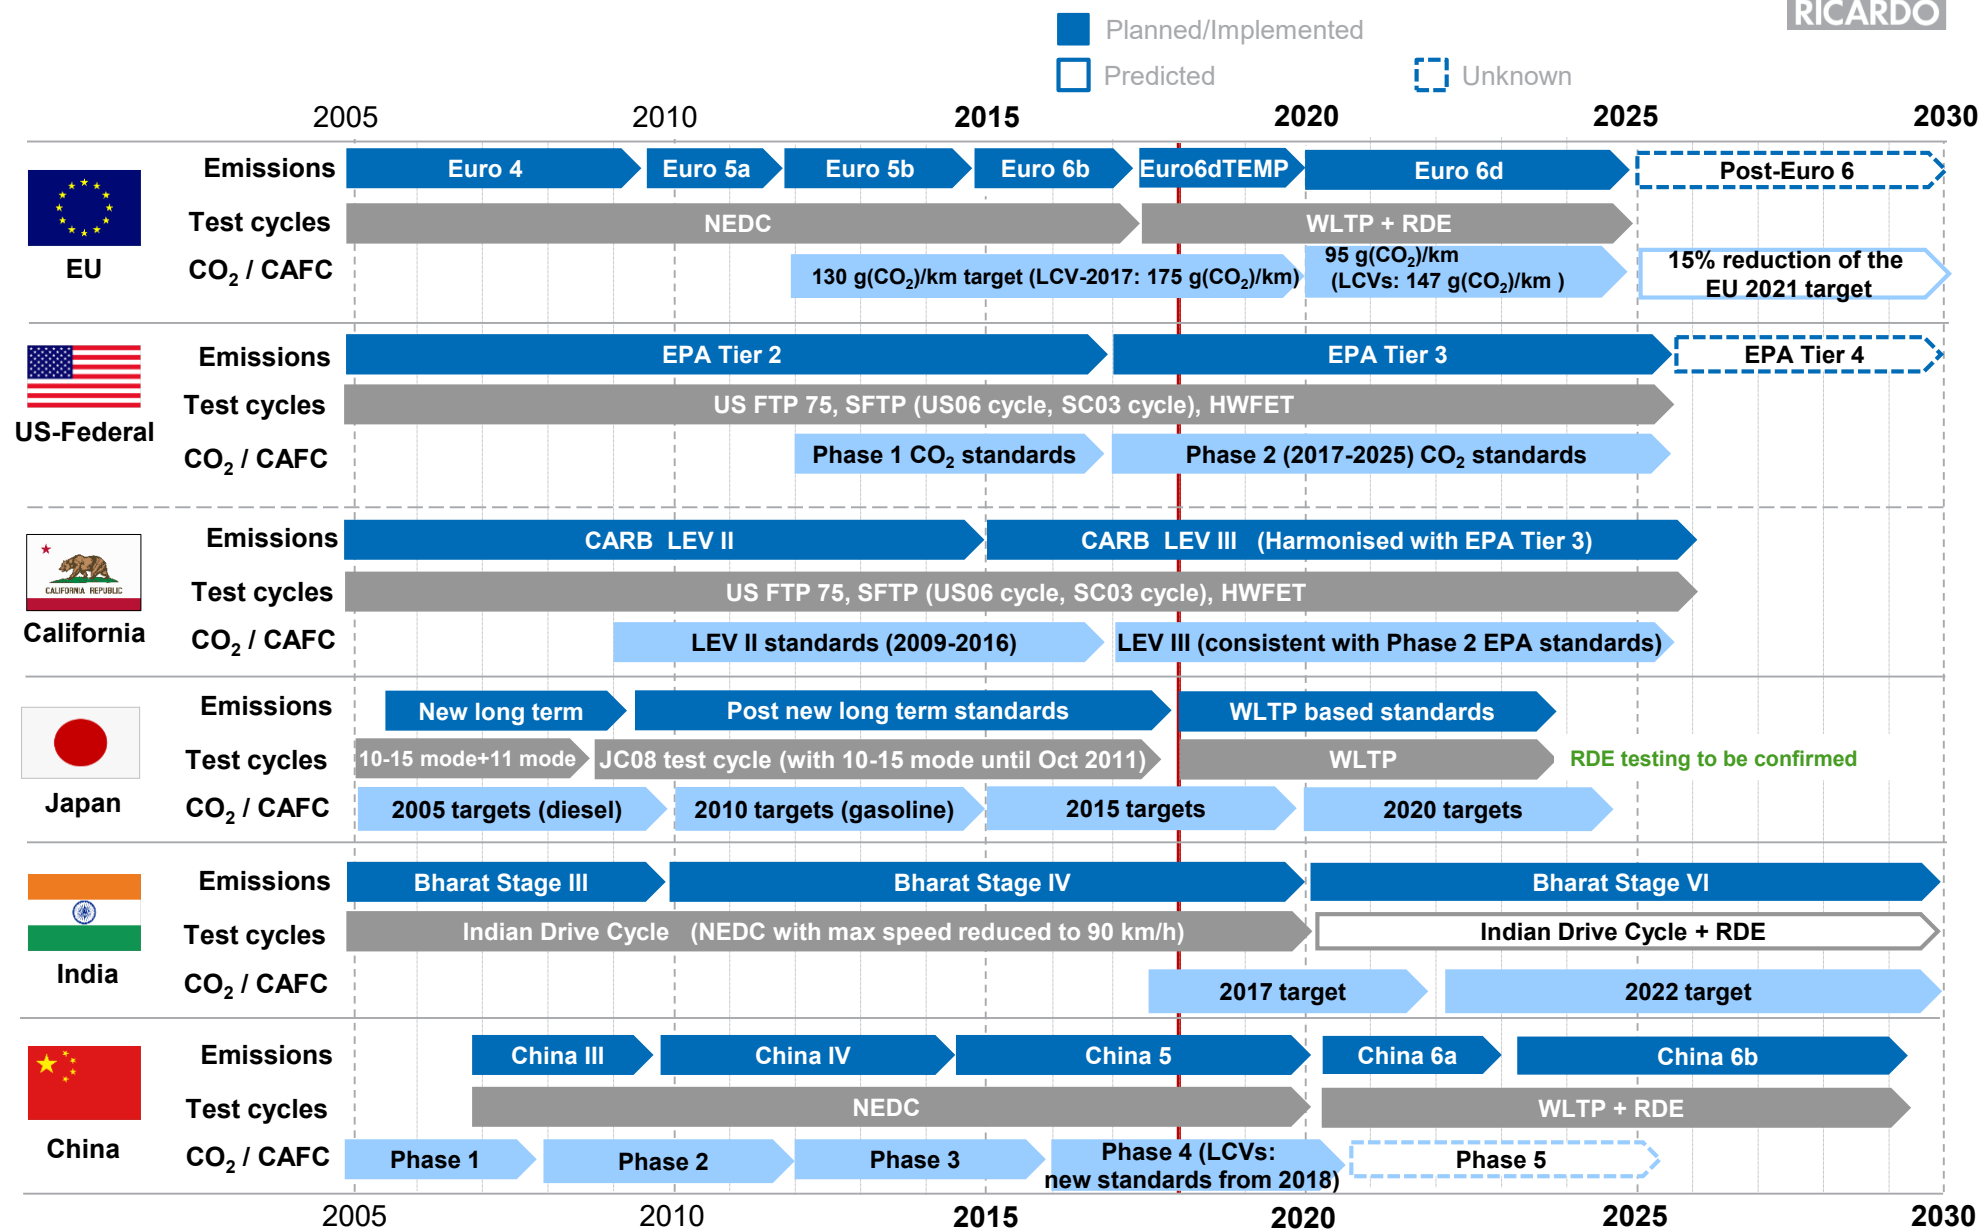 RICARDO
Planned/Implemented
Predicted
Unknown
2005 2010 2015 2020 2025 2030
Emissions Euro 4 Euro 5a Euro 5b Euro 6b Euro6dTEMP Euro 6d Post-Euro 6
Test cycles NEDC WLTP + RDE
EU
CO₂ / CAFC 130 g(CO₂)/km target (LCV-2017: 175 g(CO₂)/km)
95 g(CO₂)/km
(LCVs: 147 g(CO₂)/km )
15% reduction of the
EU 2021 target
Emissions EPA Tier 2 EPA Tier 3 EPA Tier 4
Test cycles US FTP 75, SFTP (US06 cycle, SC03 cycle), HWFET
US-Federal
CO₂ / CAFC Phase 1 CO₂ standards Phase 2 (2017-2025) CO₂ standards
Emissions CARB LEV II CARB LEV III (Harmonised with EPA Tier 3)
CALIFORNIA REPUBLIC
Test cycles US FTP 75, SFTP (US06 cycle, SC03 cycle), HWFET
California
CO₂ / CAFC LEV II standards (2009-2016) LEV III (consistent with Phase 2 EPA standards)
Emissions New long term Post new long term standards WLTP based standards
Test cycles 10-15 mode+11 mode JC08 test cycle (with 10-15 mode until Oct 2011) WLTP RDE testing to be confirmed
Japan
CO₂ / CAFC 2005 targets (diesel) 2010 targets (gasoline) 2015 targets 2020 targets
Emissions Bharat Stage III Bharat Stage IV Bharat Stage VI
Test cycles Indian Drive Cycle (NEDC with max speed reduced to 90 km/h) Indian Drive Cycle + RDE
India
CO₂ / CAFC 2017 target 2022 target
Emissions China III China IV China 5 China 6a China 6b
Test cycles NEDC WLTP + RDE
China
CO₂ / CAFC Phase 1 Phase 2 Phase 3
Phase 4 (LCVs:
new standards from 2018)
Phase 5
2005 2010 2015 2020 2025 2030